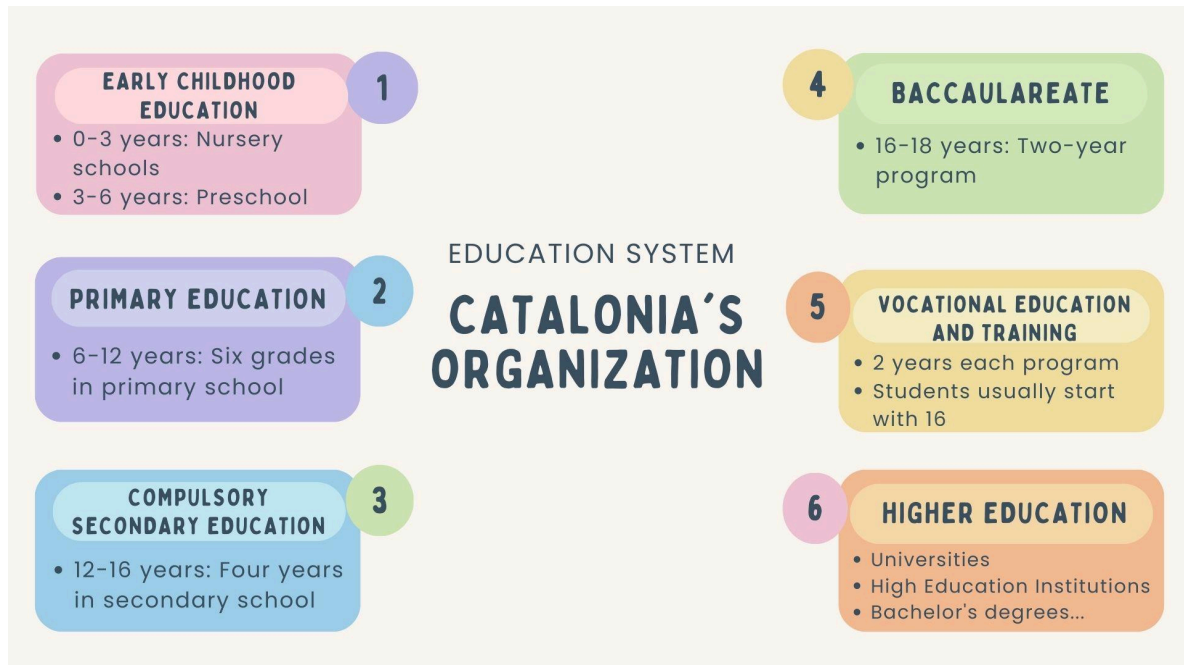 EARLY CHILDHOOD
EDUCATION
1
• 0-3 years: Nursery
schools
• 3-6 years: Preschool
PRIMARY EDUCATION
2
• 6-12 years: Six grades
in primary school
COMPULSORY
SECONDARY EDUCATION
3
• 12-16 years: Four years
in secondary school
EDUCATION SYSTEM
CATALONIA´S
ORGANIZATION
4
BACCAULAREATE
• 16-18 years: Two-year
program
5
VOCATIONAL EDUCATION
AND TRAINING
• 2 years each program
• Students usually start
with 16
6
HIGHER EDUCATION
• Universities
• High Education Institutions
• Bachelor's degrees...